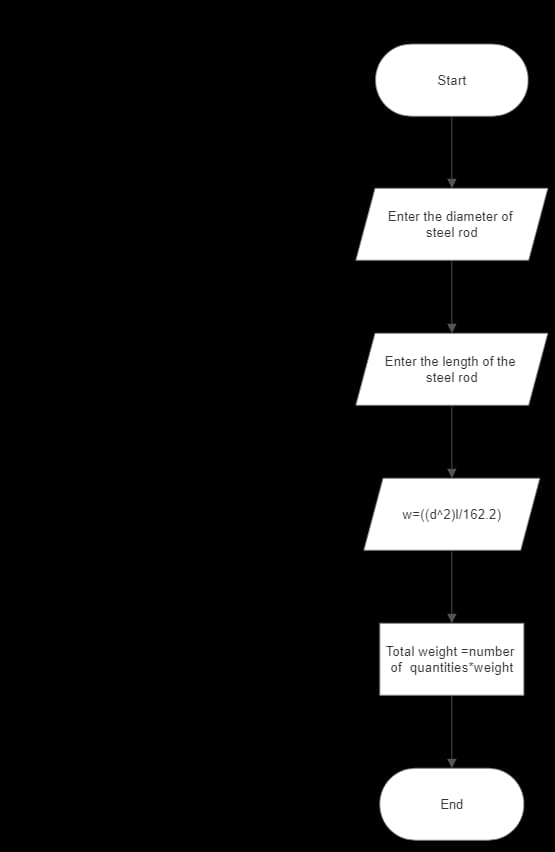 Start
Enter the diameter of
steel rod
Enter the length of the
steel rod
w=((d^2)l/162.2)
Total weight =number
of  quantities*weight
End